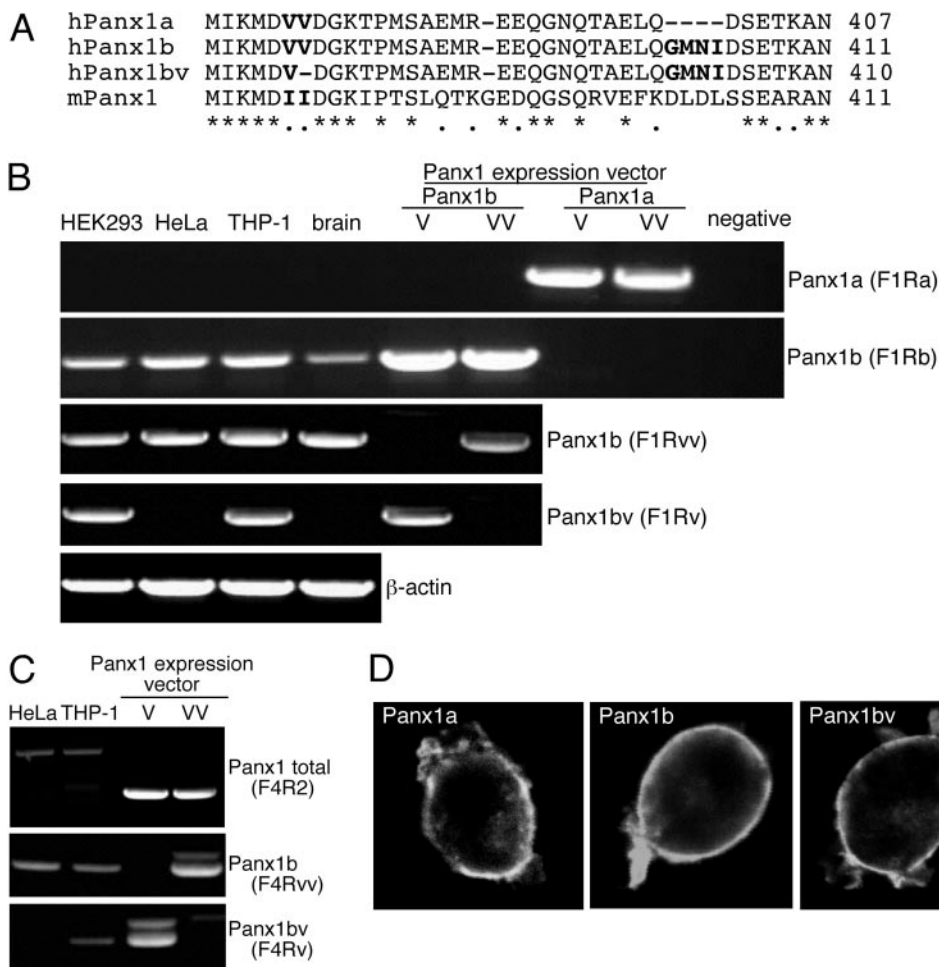 A
hPanx1a MIKMDVVDGKTPMSAEMR-EEQGNQTAELQ----DSETKAN 407
hPanx1b MIKMDVVDGKTPMSAEMR-EEQGNQTAELQGMNIDSETKAN 411
hPanx1bv MIKMDV-DGKTPMSAEMR-EEQGNQTAELQGMNIDSETKAN 410
mPanx1 MIKMDIIDGKIPTSLQTKGEDQGSQRVEFKDLDLSSEARAN 411
*****..*** * * . . *.** * * . **..**
B
Panx1 expression vector
Panx1b Panx1a
HEK293 HeLa THP-1 brain V VV V VV negative
Panx1a (F1Ra)
Panx1b (F1Rb)
Panx1b (F1Rvv)
Panx1bv (F1Rv)
β-actin
C
Panx1 expression
vector
HeLa THP-1 V VV
Panx1 total
(F4R2)
Panx1b
(F4Rvv)
Panx1bv
(F4Rv)
D
Panx1a Panx1b Panx1bv